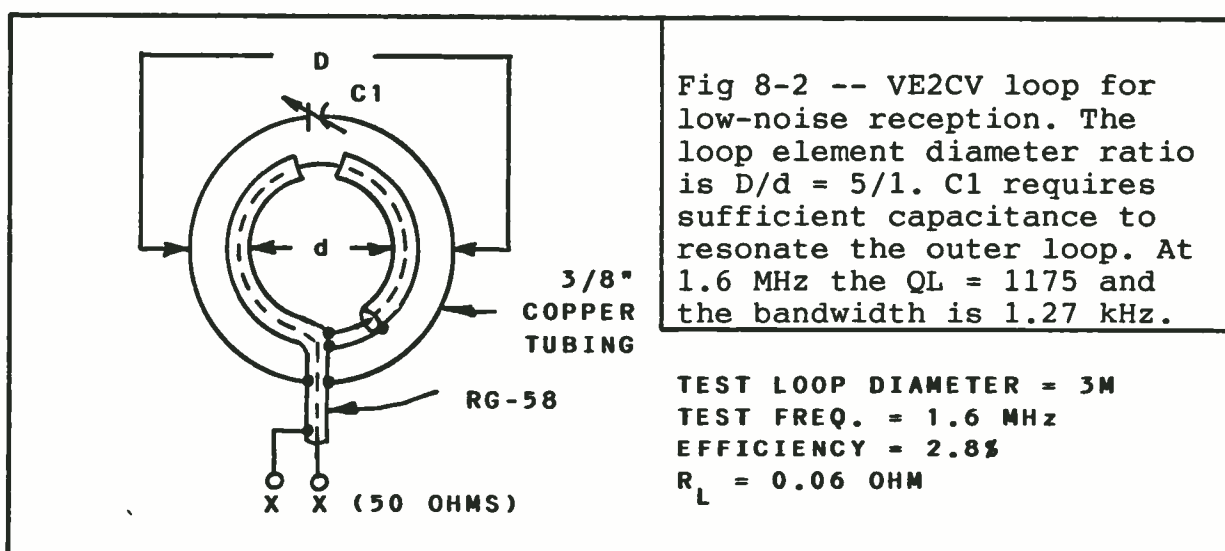 D
C1
d
3/8"
COPPER
TUBING
RG-58
X X (50 OHMS)
Fig 8-2 -- VE2CV loop for
low-noise reception. The
loop element diameter ratio
is D/d = 5/1. C1 requires
sufficient capacitance to
resonate the outer loop. At
1.6 MHz the QL = 1175 and
the bandwidth is 1.27 kHz.
TEST LOOP DIAMETER = 3M
TEST FREQ. = 1.6 MHz
EFFICIENCY = 2.8%
RL = 0.06 OHM